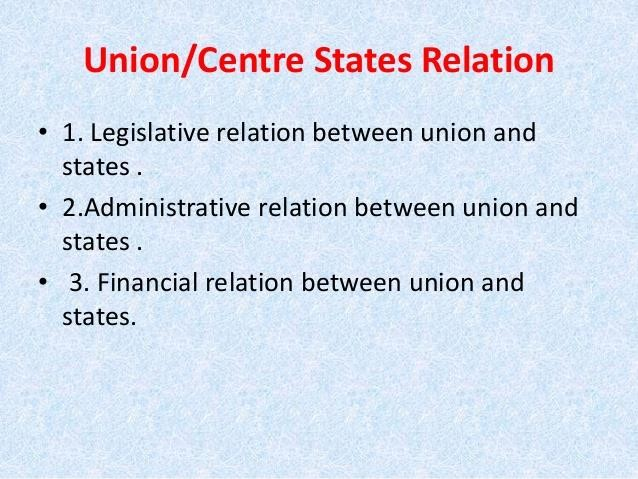 Union/Centre States Relation
• 1. Legislative relation between union and
states .
• 2.Administrative relation between union and
states .
• 3. Financial relation between union and
states.